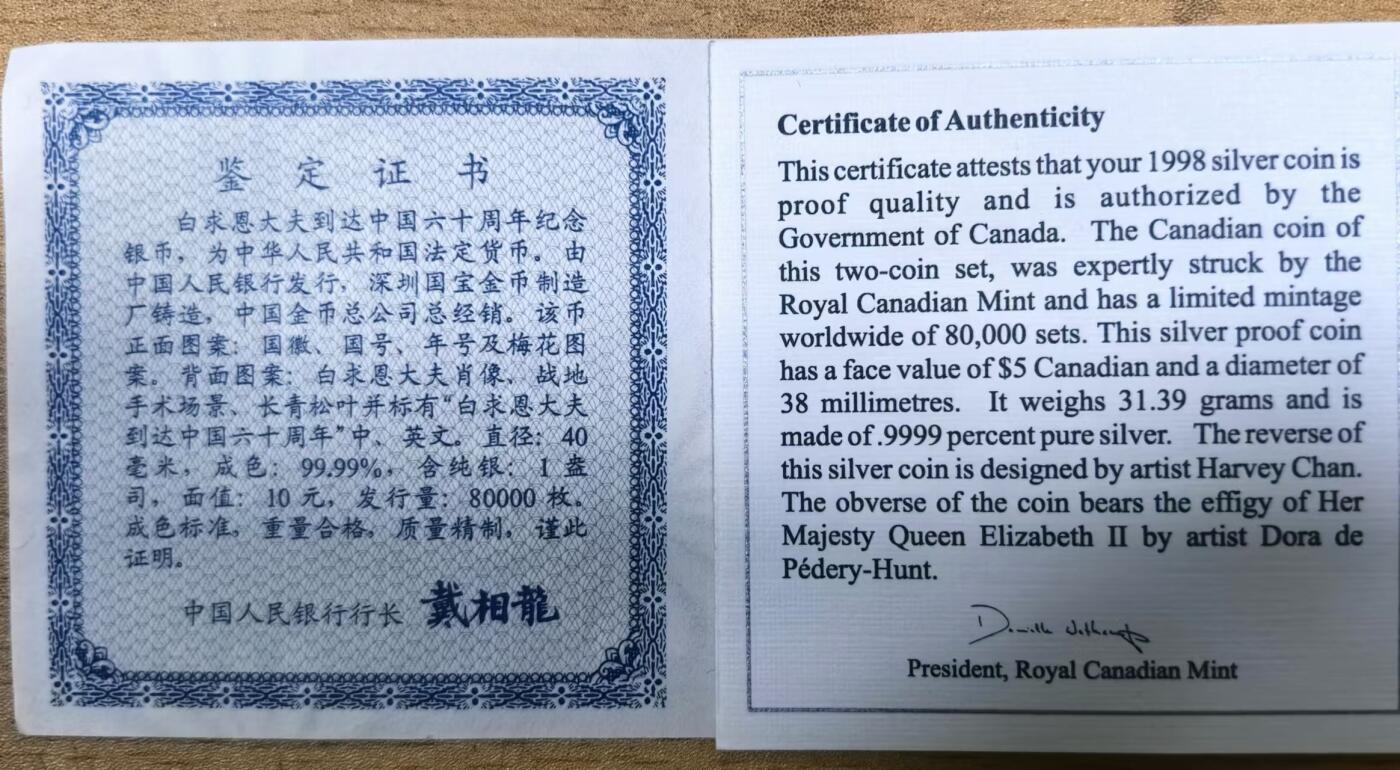 鉴定证书
白求恩大夫到达中国六十周年纪念
银币，为中华人民共和国法定货币。由
中国人民银行发行，深圳国宝金币制造
厂铸造，中国金币总公司总经销。该币
正面图案：国徽、国号、年号及梅花图
案。背面图案：白求恩大夫肖像、战地
手术场景、长青松叶并标有“白求恩大夫
到达中国六十周年”中、英文。直径：40
毫米，成色：99.99%，含纯银：1盎
司，面值：10元，发行量：80000枚。
成色标准，重量合格，质量精制，谨此
证明。
中国人民银行行长 戴相龍
Certificate of Authenticity
This certificate attests that your 1998 silver coin is
proof quality and is authorized by the
Government of Canada. The Canadian coin of
this two-coin set, was expertly struck by the
Royal Canadian Mint and has a limited mintage
worldwide of 80,000 sets. This silver proof coin
has a face value of $5 Canadian and a diameter of
38 millimetres. It weighs 31.39 grams and is
made of .9999 percent pure silver. The reverse of
this silver coin is designed by artist Harvey Chan.
The obverse of the coin bears the effigy of Her
Majesty Queen Elizabeth II by artist Dora de
Pédery-Hunt.
President, Royal Canadian Mint